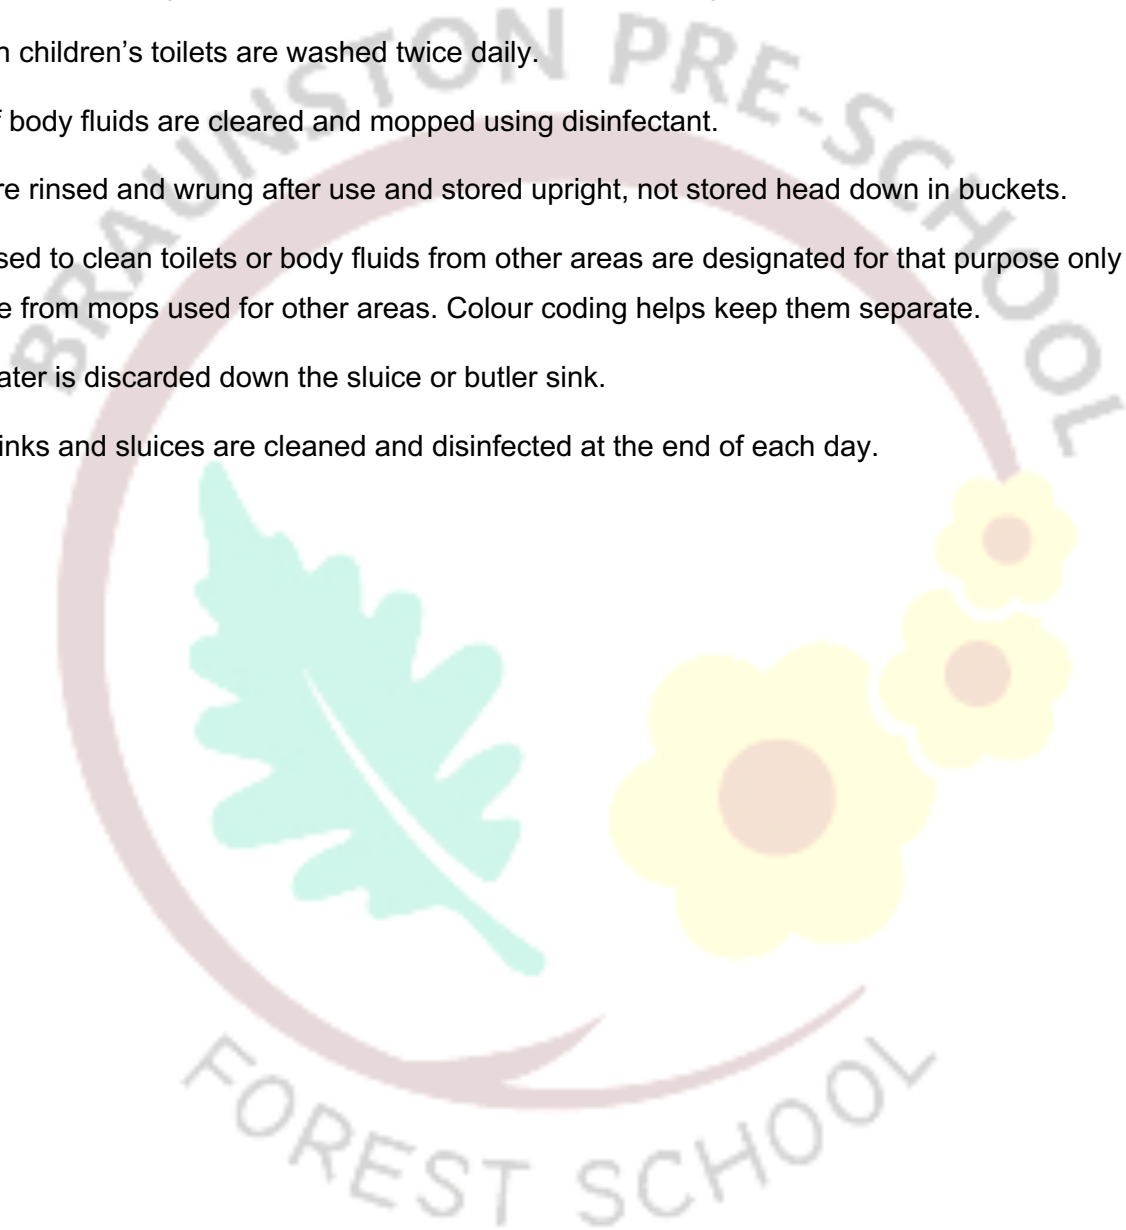 n children’s toilets are washed twice daily.
f body fluids are cleared and mopped using disinfectant.
re rinsed and wrung after use and stored upright, not stored head down in buckets.
sed to clean toilets or body fluids from other areas are designated for that purpose only
e from mops used for other areas. Colour coding helps keep them separate.
ater is discarded down the sluice or butler sink.
inks and sluices are cleaned and disinfected at the end of each day.
BRAUNSTON PRE-SCHOOL
FOREST SCHOOL